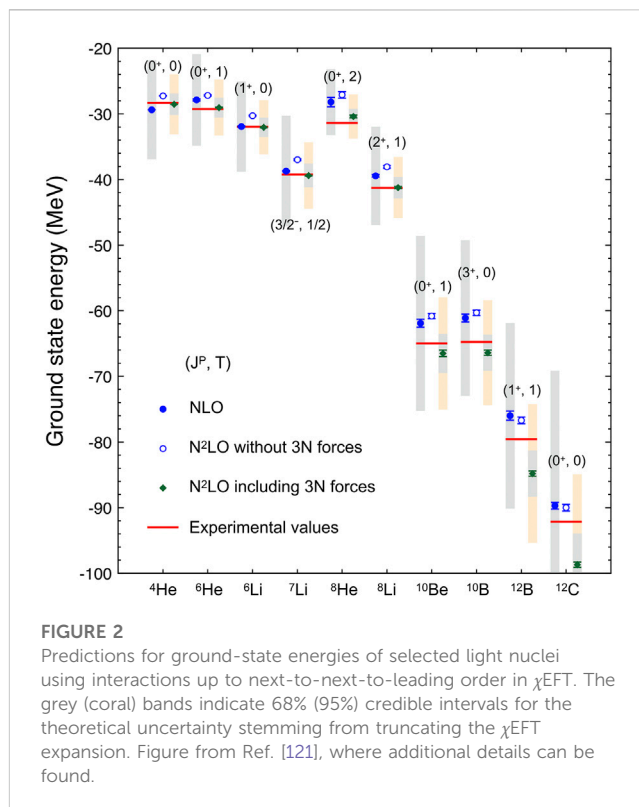 -20
-30
-40
-50
-60
-70
-80
-90
-100
Ground state energy (MeV)
(0⁺, 0)
(0⁺, 1)
(1⁺, 0)
(3/2⁻, 1/2)
(0⁺, 2)
(2⁺, 1)
(0⁺, 1)
(3⁺, 0)
(1⁺, 1)
(0⁺, 0)
(Jᴾ, T)
NLO
N²LO without 3N forces
N²LO including 3N forces
Experimental values
⁴He ⁶He ⁶Li ⁷Li ⁸He ⁸Li ¹⁰Be ¹⁰B ¹²B ¹²C
FIGURE 2
Predictions for ground-state energies of selected light nuclei
using interactions up to next-to-next-to-leading order in χEFT. The
grey (coral) bands indicate 68% (95%) credible intervals for the
theoretical uncertainty stemming from truncating the χEFT
expansion. Figure from Ref. [121], where additional details can be
found.